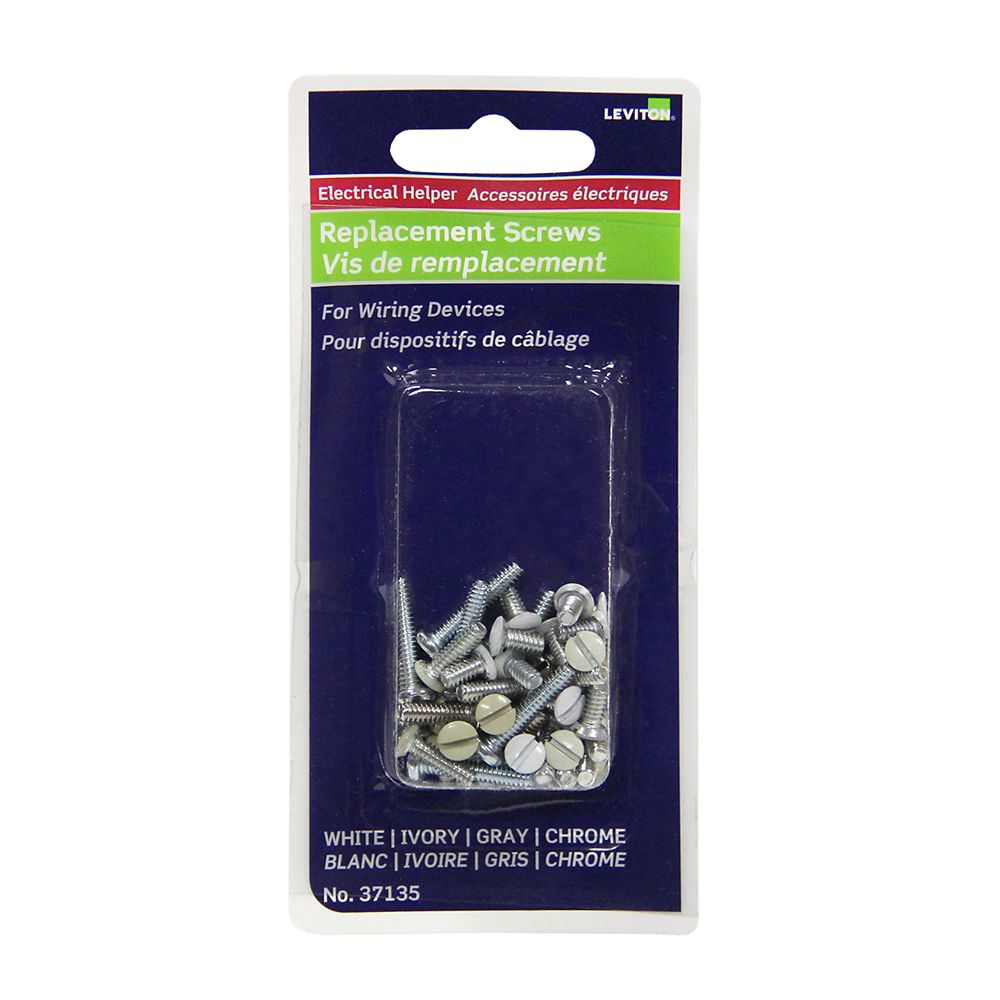 LEVITON®
Electrical Helper Accessoires électriques
Replacement Screws
Vis de remplacement
For Wiring Devices
Pour dispositifs de câblage
WHITE | IVORY | GRAY | CHROME
BLANC | IVOIRE | GRIS | CHROME
No. 37135